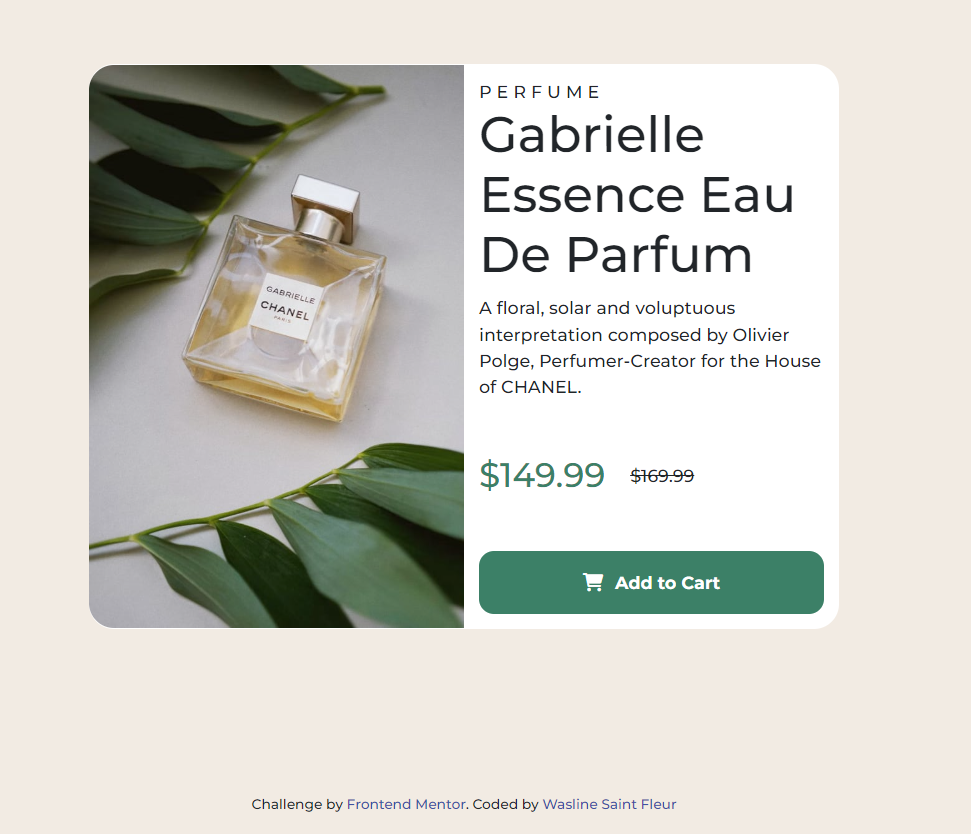 PERFUME
Gabrielle
Essence Eau
De Parfum
A floral, solar and voluptuous
interpretation composed by Olivier
Polge, Perfumer-Creator for the House
of CHANEL.
$149.99 $169.99
Add to Cart
GABRIELLE
CHANEL
PARIS
Challenge by Frontend Mentor. Coded by Wasline Saint Fleur